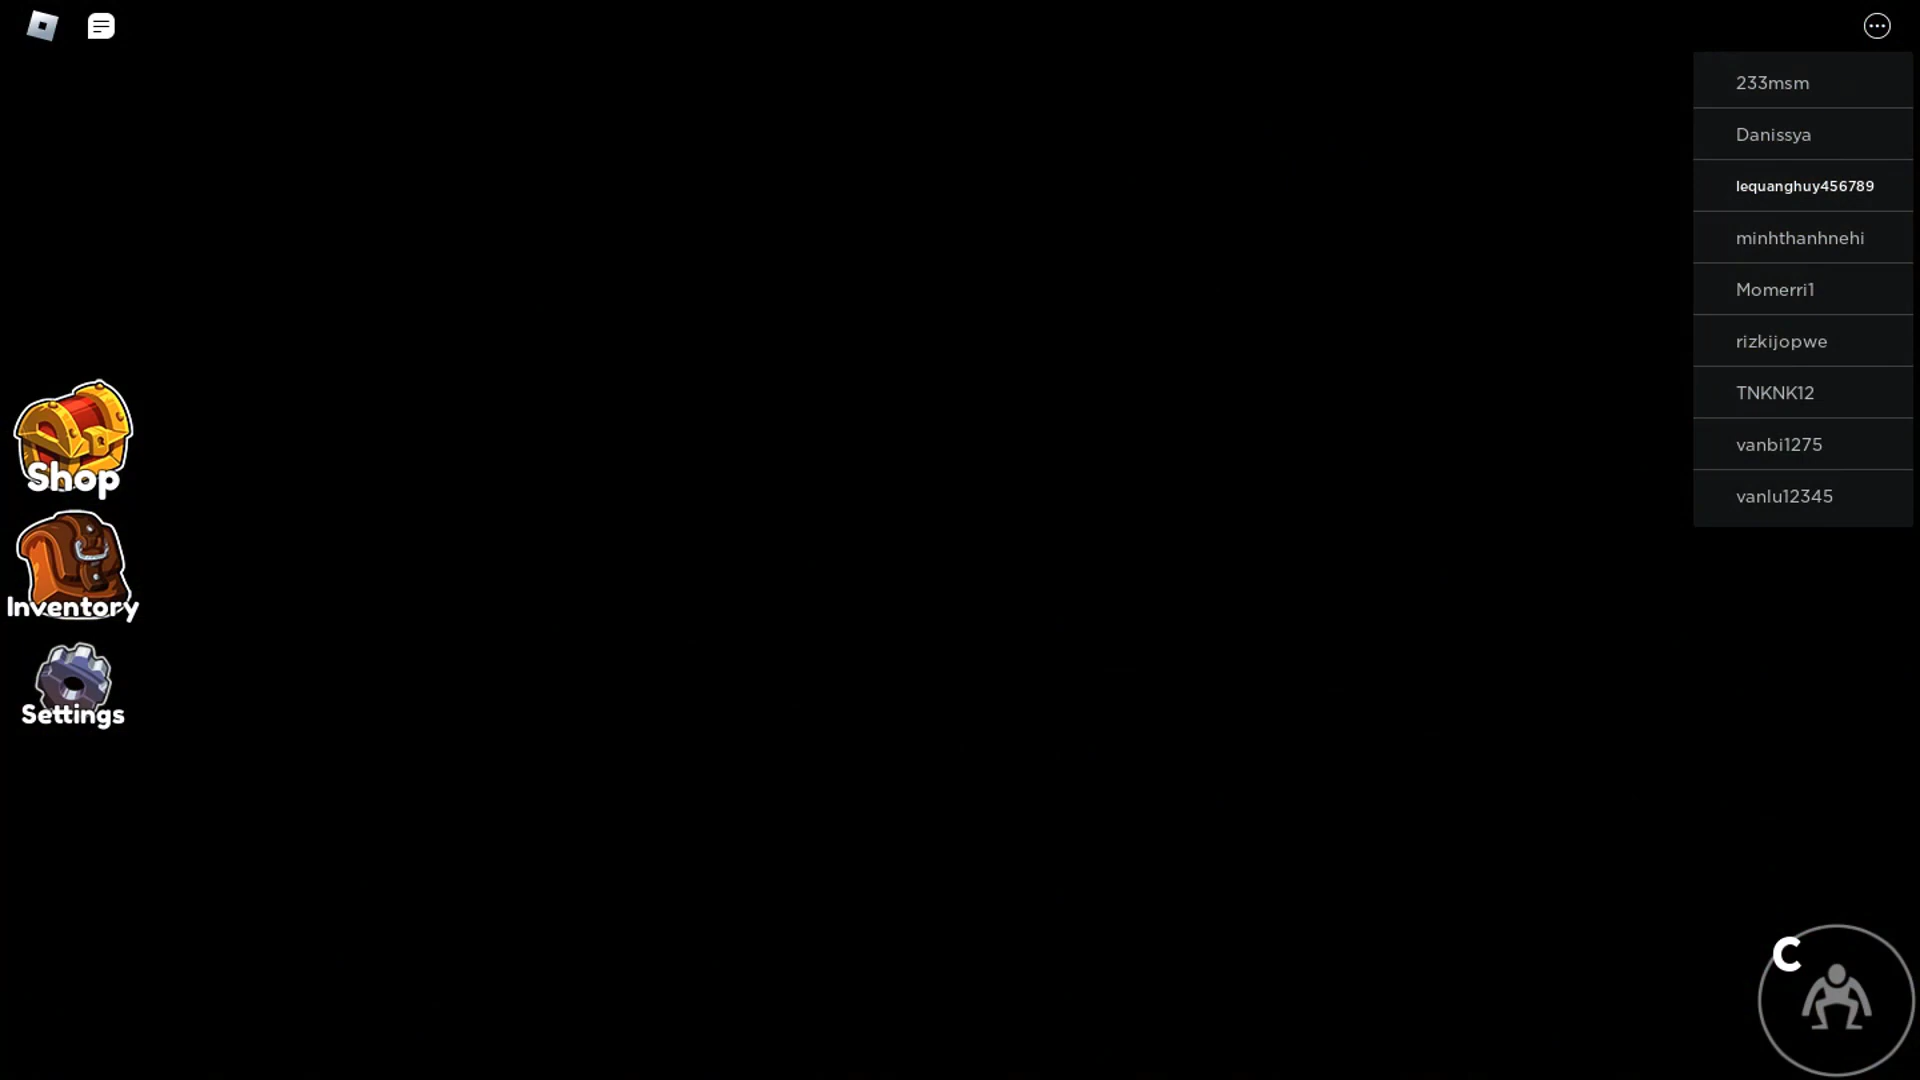 233msm
Danissya
lequanghuy456789
minhthanhnehi
Momerri1
rizkijopwe
TNKNK12
vanbi1275
vanlu12345
Shop
Inventory
Settings
C